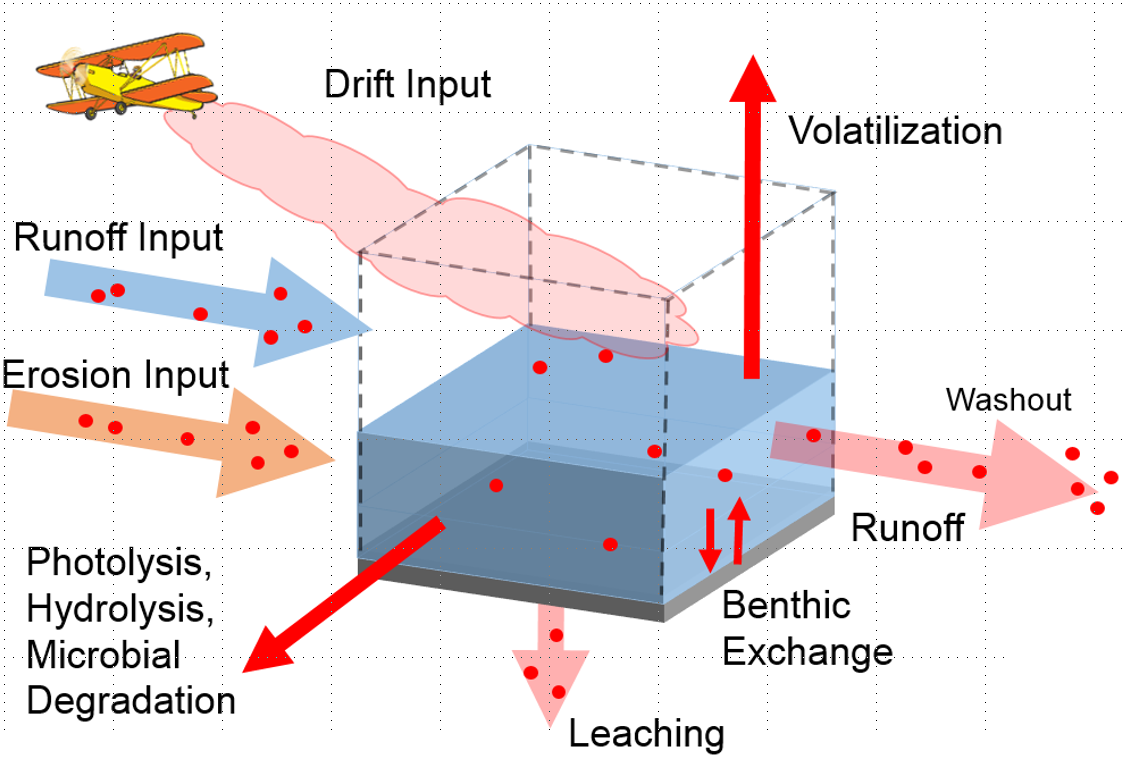 Drift Input
Volatilization
Runoff Input
Erosion Input
Washout
Runoff
Photolysis,
Hydrolysis,
Microbial
Degradation
Benthic
Exchange
Leaching